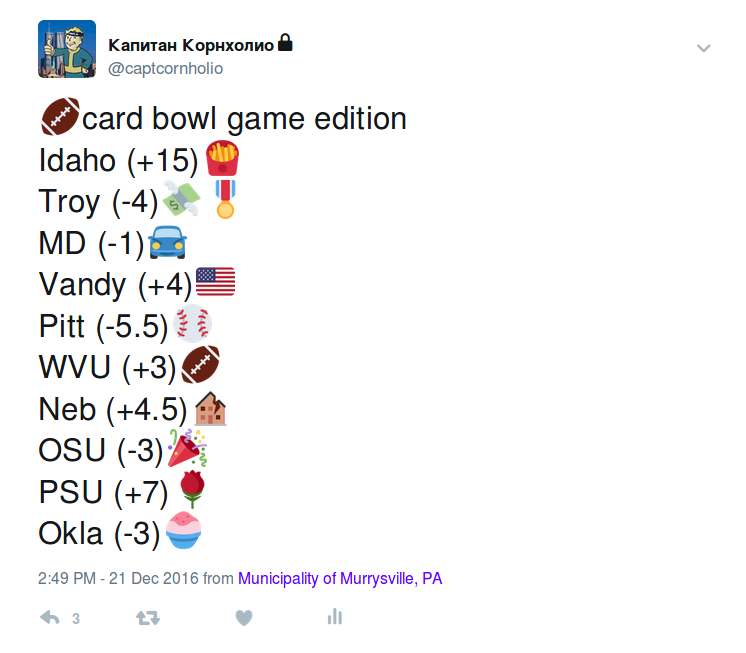 Капитан Корнхолио🔒
@captcornholio
🏈card bowl game edition
Idaho (+15)🍟
Troy (-4)💸🎖
MD (-1)🚘
Vandy (+4)🇺🇸
Pitt (-5.5)⚾
WVU (+3)🏈
Neb (+4.5)🏚
OSU (-3)🎉
PSU (+7)🌹
Okla (-3)🍧
2:49 PM - 21 Dec 2016 from Municipality of Murrysville, PA
3